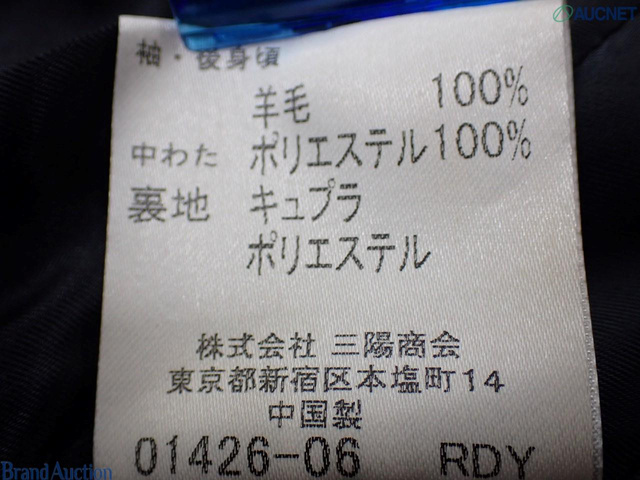 AUCNET
袖・後身頃
羊毛 100%
中わた ポリエステル100%
裏地 キュプラ
ポリエステル
株式会社 三陽商会
東京都新宿区本塩町14
中国製
01426-06 RDY
Brand Auction